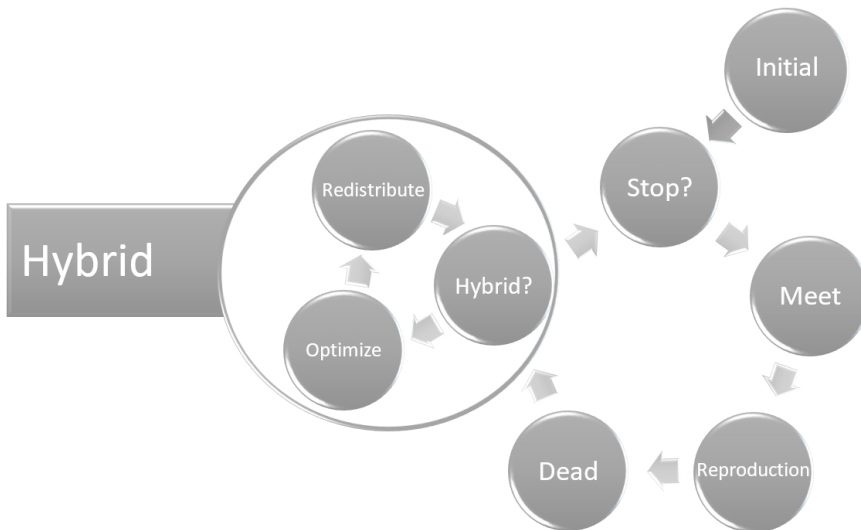 Initial
Redistribute
Stop?
Hybrid
Hybrid?
Meet
Optimize
Dead
Reproduction